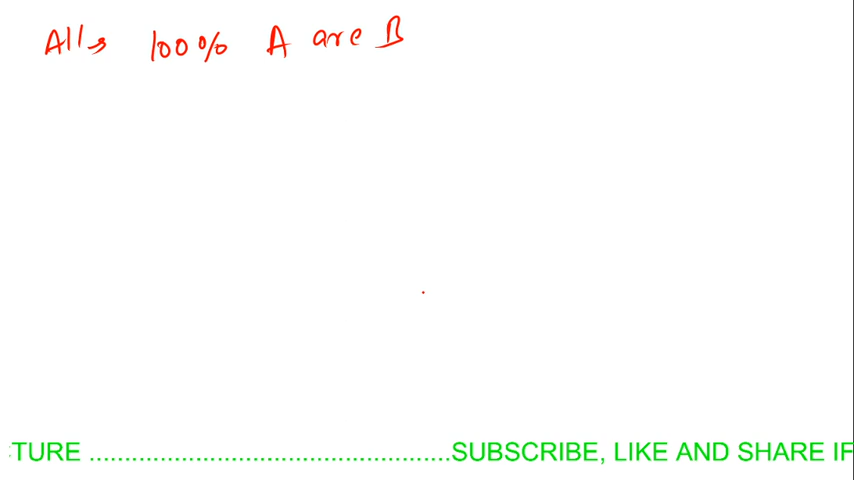 All → 100% A are B
TURE ....................................................SUBSCRIBE, LIKE AND SHARE IF